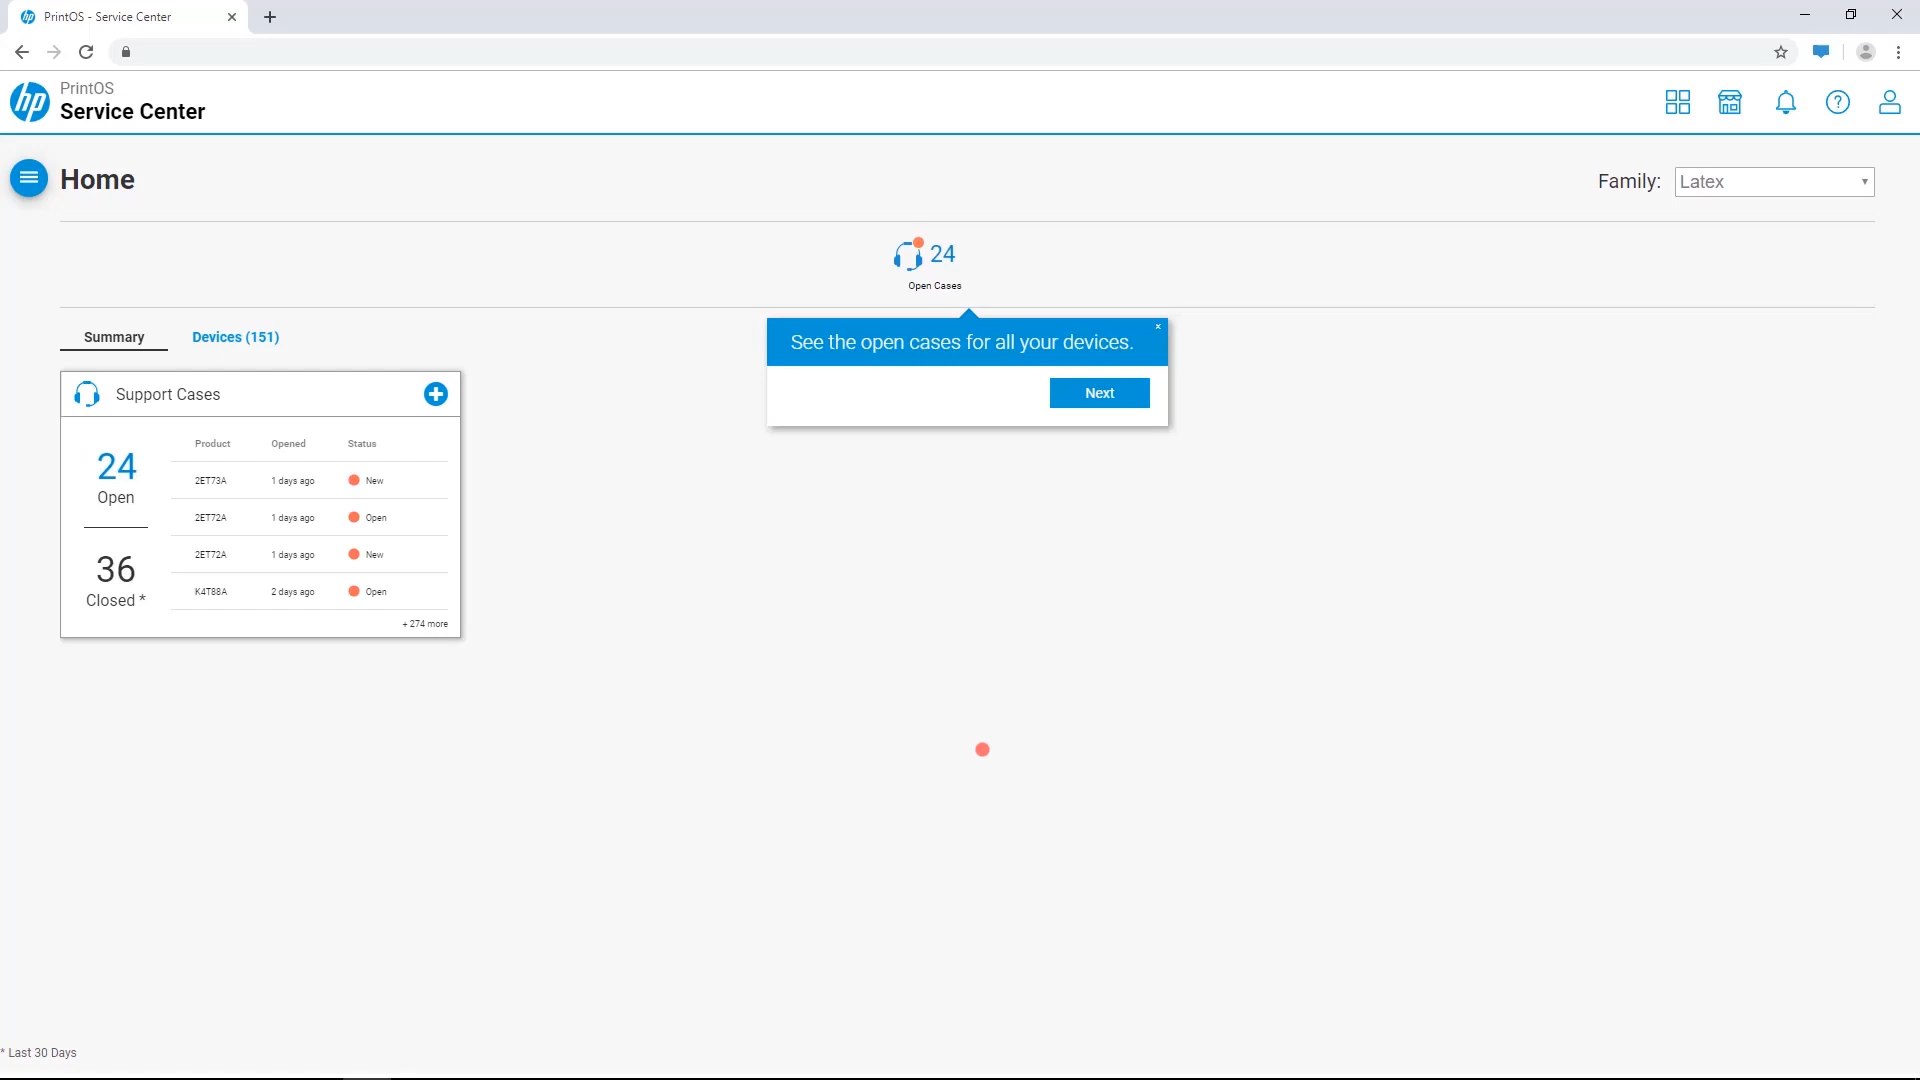 PrintOS - Service Center
hp
PrintOS
Service Center
Home
Family: Latex
24
Open Cases
Summary Devices (151)
See the open cases for all your devices.
Next
Support Cases
24
Open
36
Closed *
Product Opened Status
2ET73A 1 days ago New
2ET72A 1 days ago Open
2ET72A 1 days ago New
K4T88A 2 days ago Open
+ 274 more
* Last 30 Days